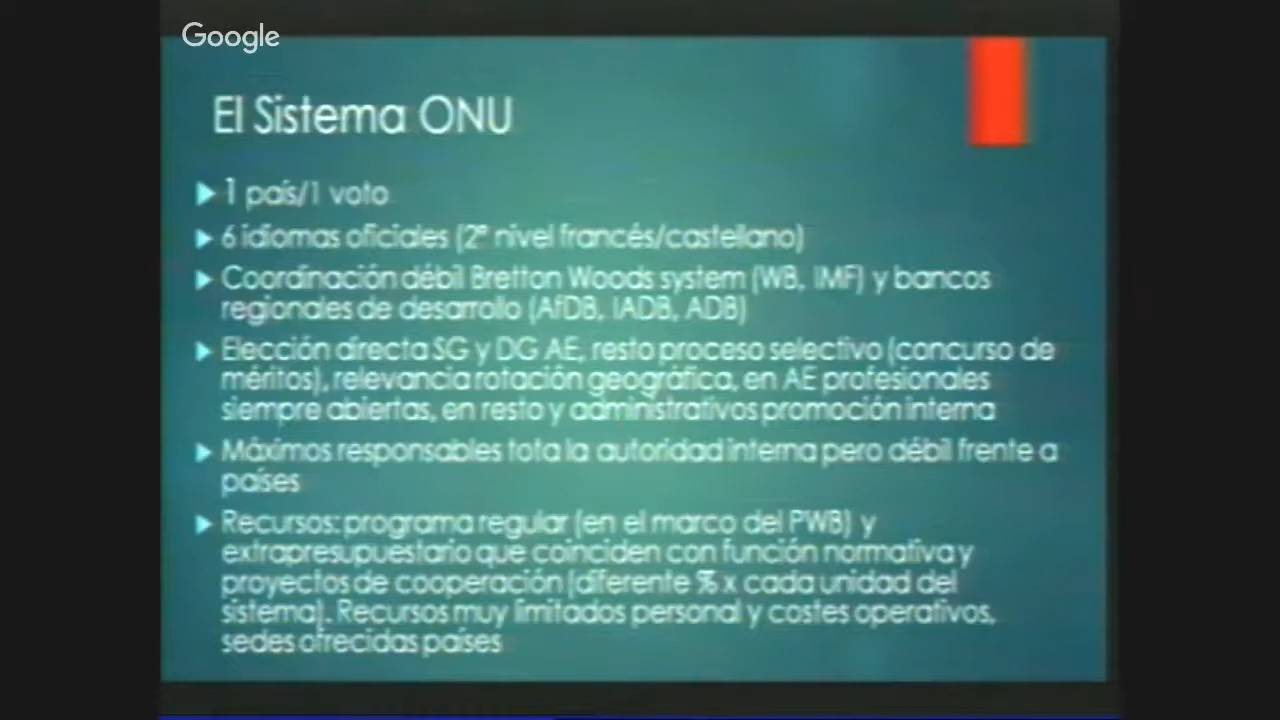 Google
El Sistema ONU
1 país/1 voto
6 idiomas oficiales (2º nivel francés/castellano)
Coordinación débil Bretton Woods system (WB, IMF) y bancos
regionales de desarrollo (AfDB, IADB, ADB)
Elección directa SG y DG AE, resto proceso selectivo (concurso de
méritos), relevancia rotación geográfica, en AE profesionales
siempre abiertas, en resto y administrativos promoción interna
Máximos responsables tota la autoridad interna pero débil frente a
países
Recursos: programa regular (en el marco del PWB) y
extrapresupuestario que coinciden con función normativa y
proyectos de cooperación (diferente % x cada unidad del
sistema). Recursos muy limitados personal y costes operativos,
sedes ofrecidas países